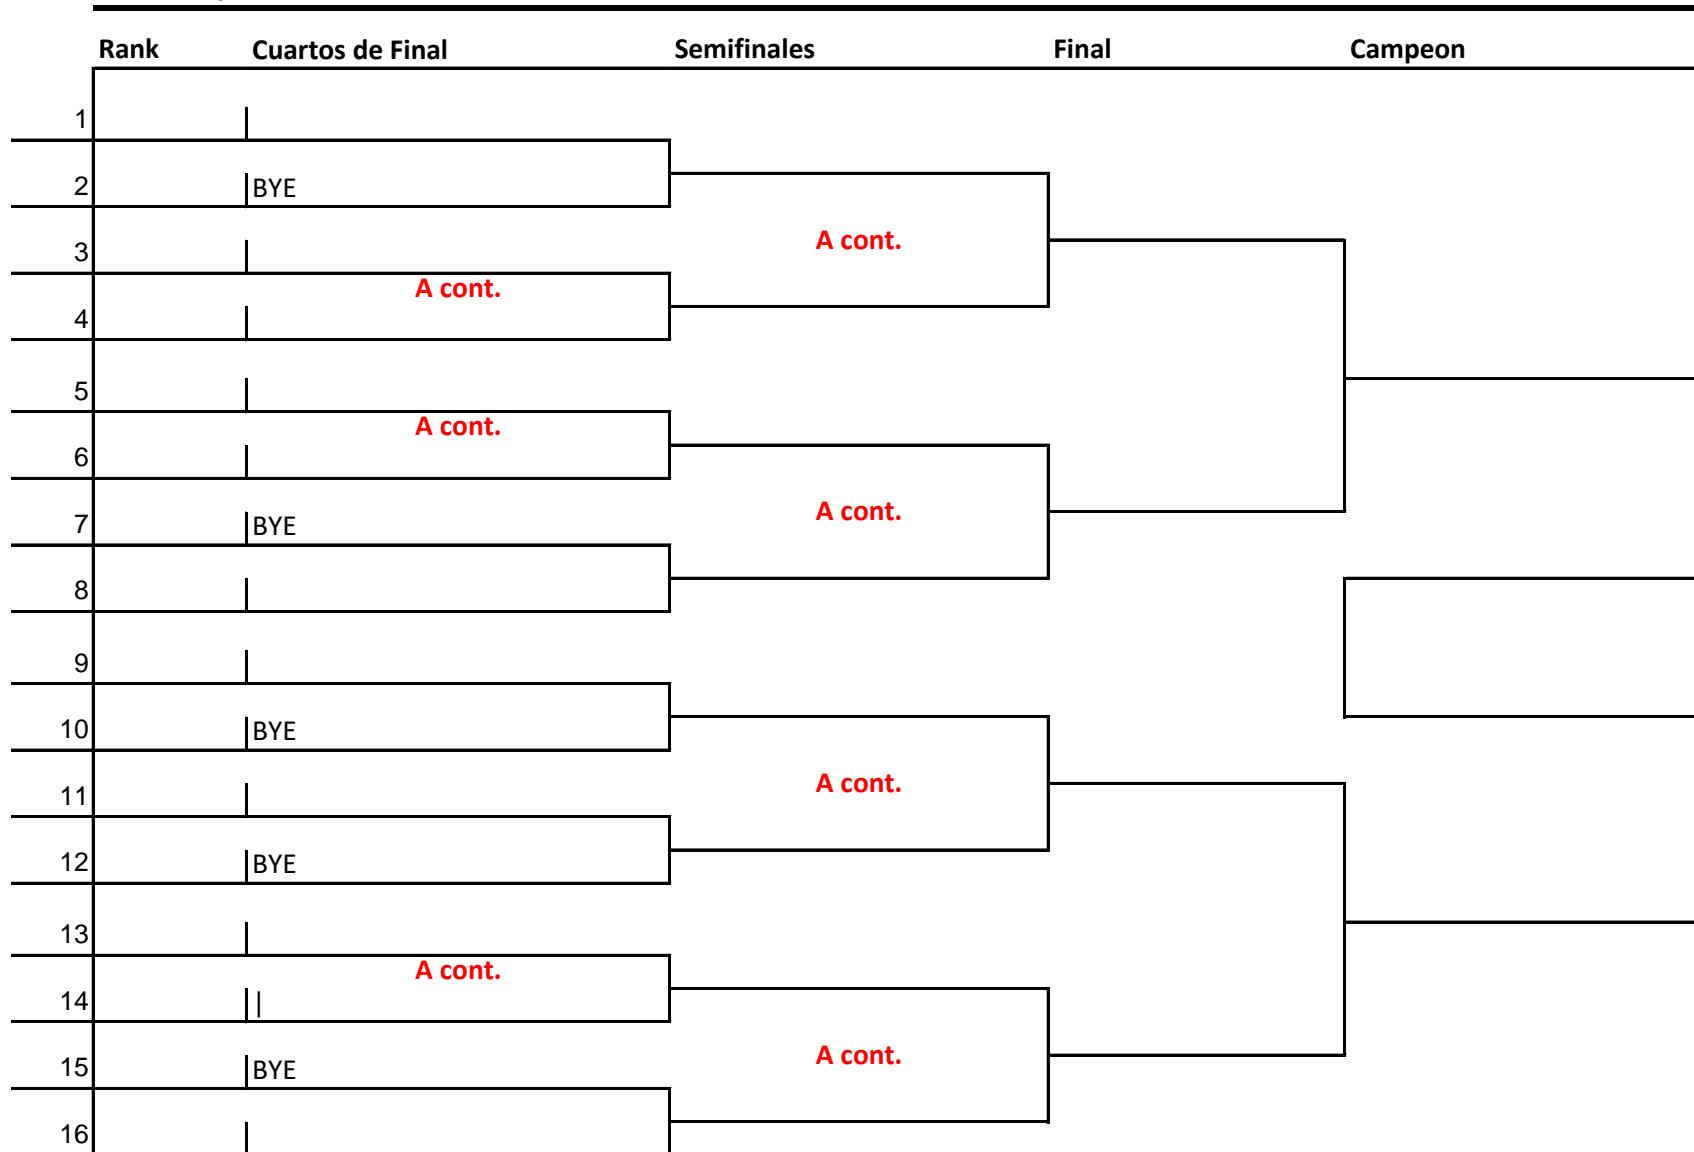 Rank Cuartos de Final Semifinales Final Campeon
1
2 BYE
3 A cont.
A cont.
4
5
A cont.
6
7 BYE A cont.
8
9
10 BYE
11 A cont.
12 BYE
13
A cont.
14 |
15 BYE A cont.
16